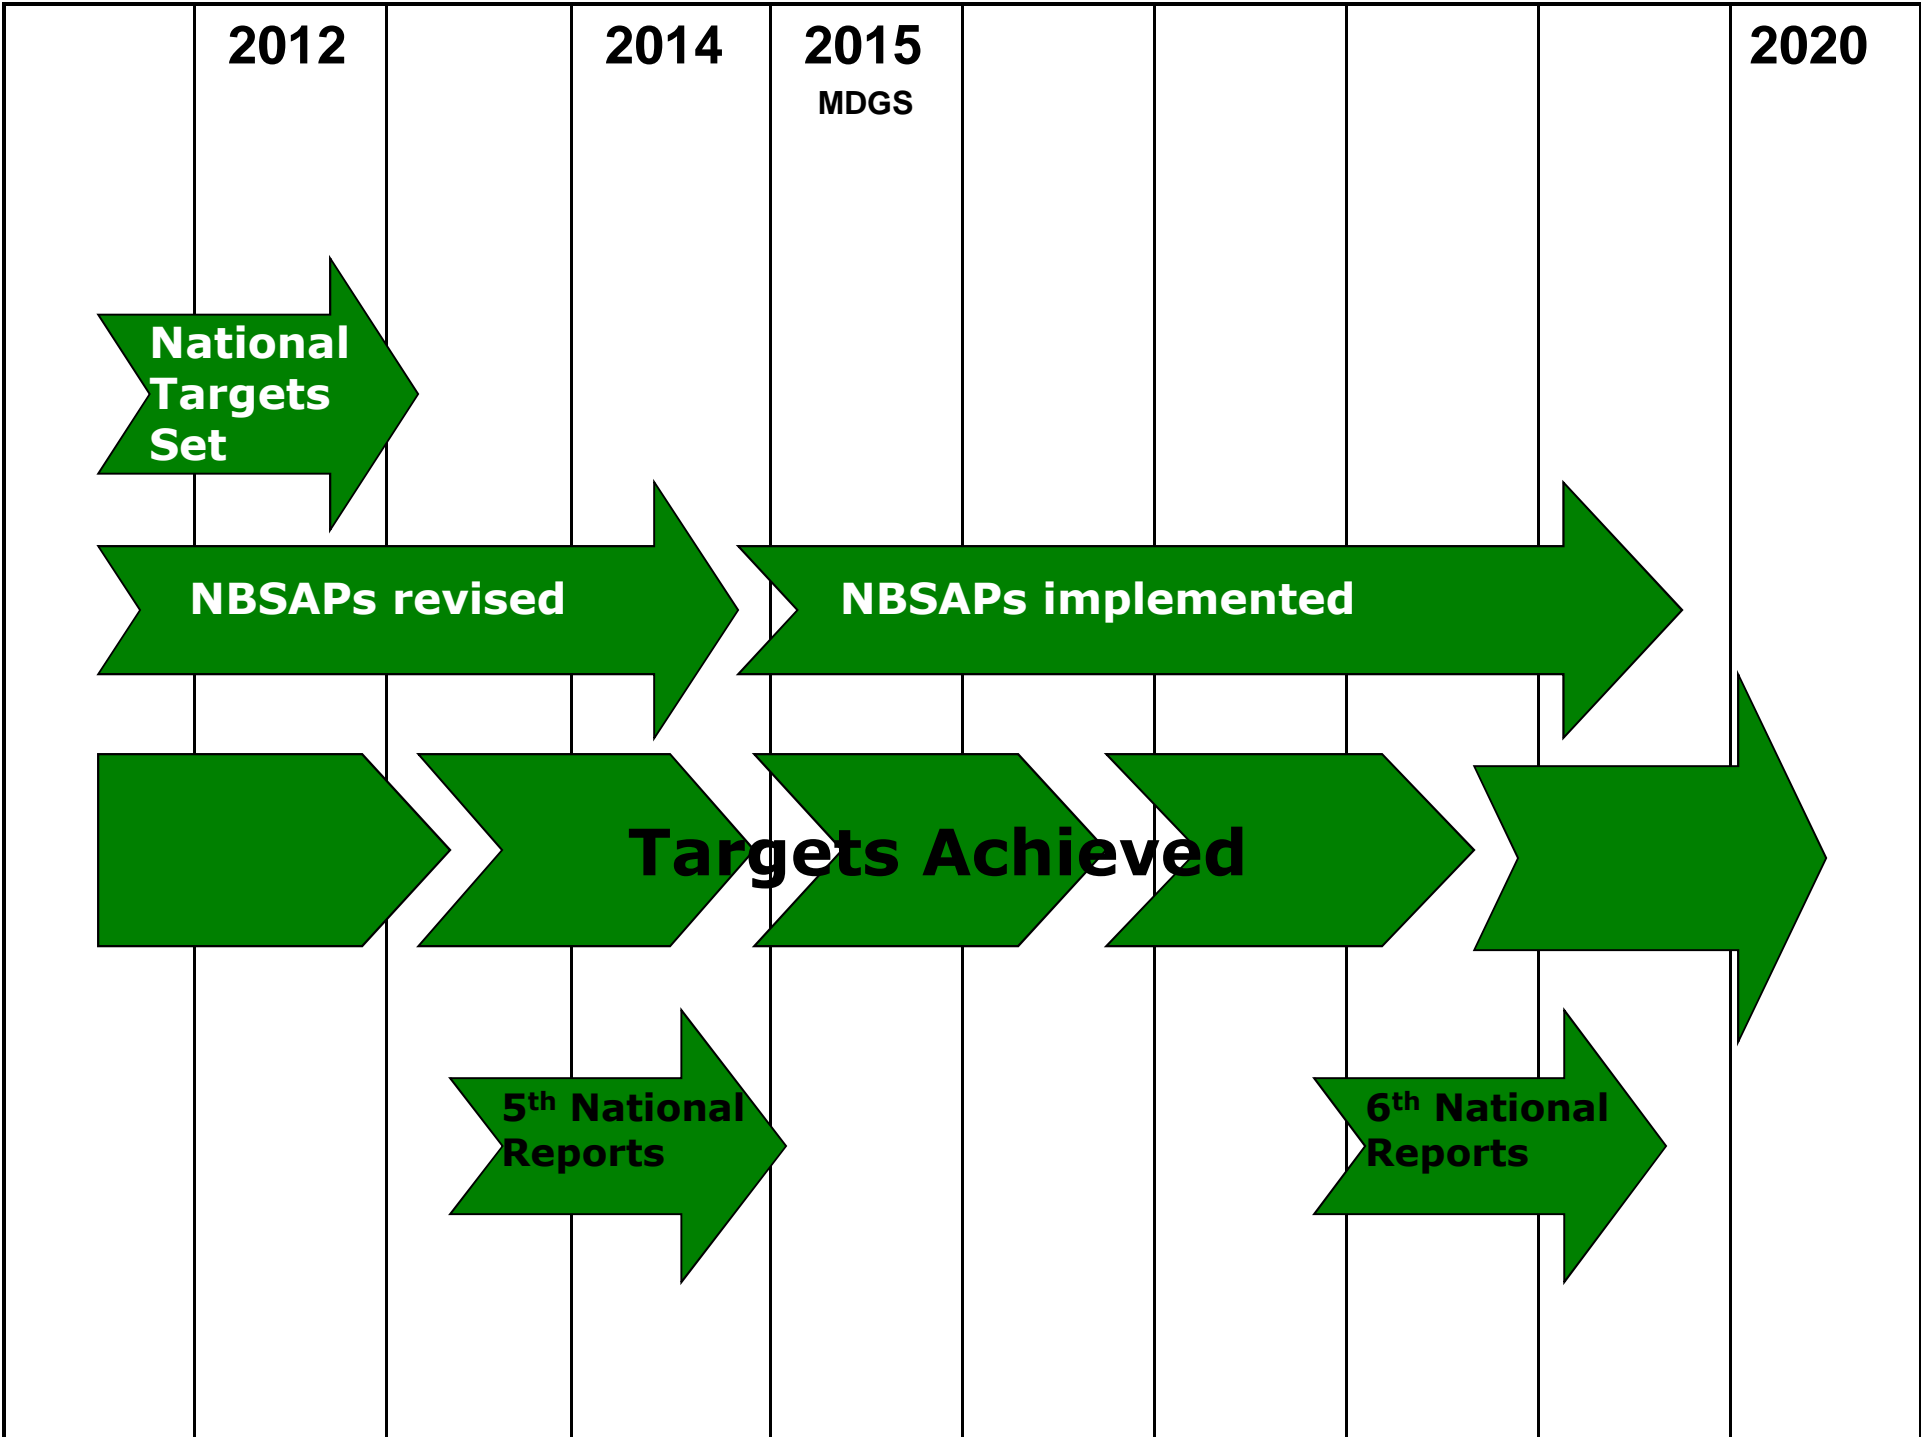 2012 2014 2015 2020
MDGS
National
Targets
Set
NBSAPs revised NBSAPs implemented
Targets Achieved
5th National
Reports
6th National
Reports